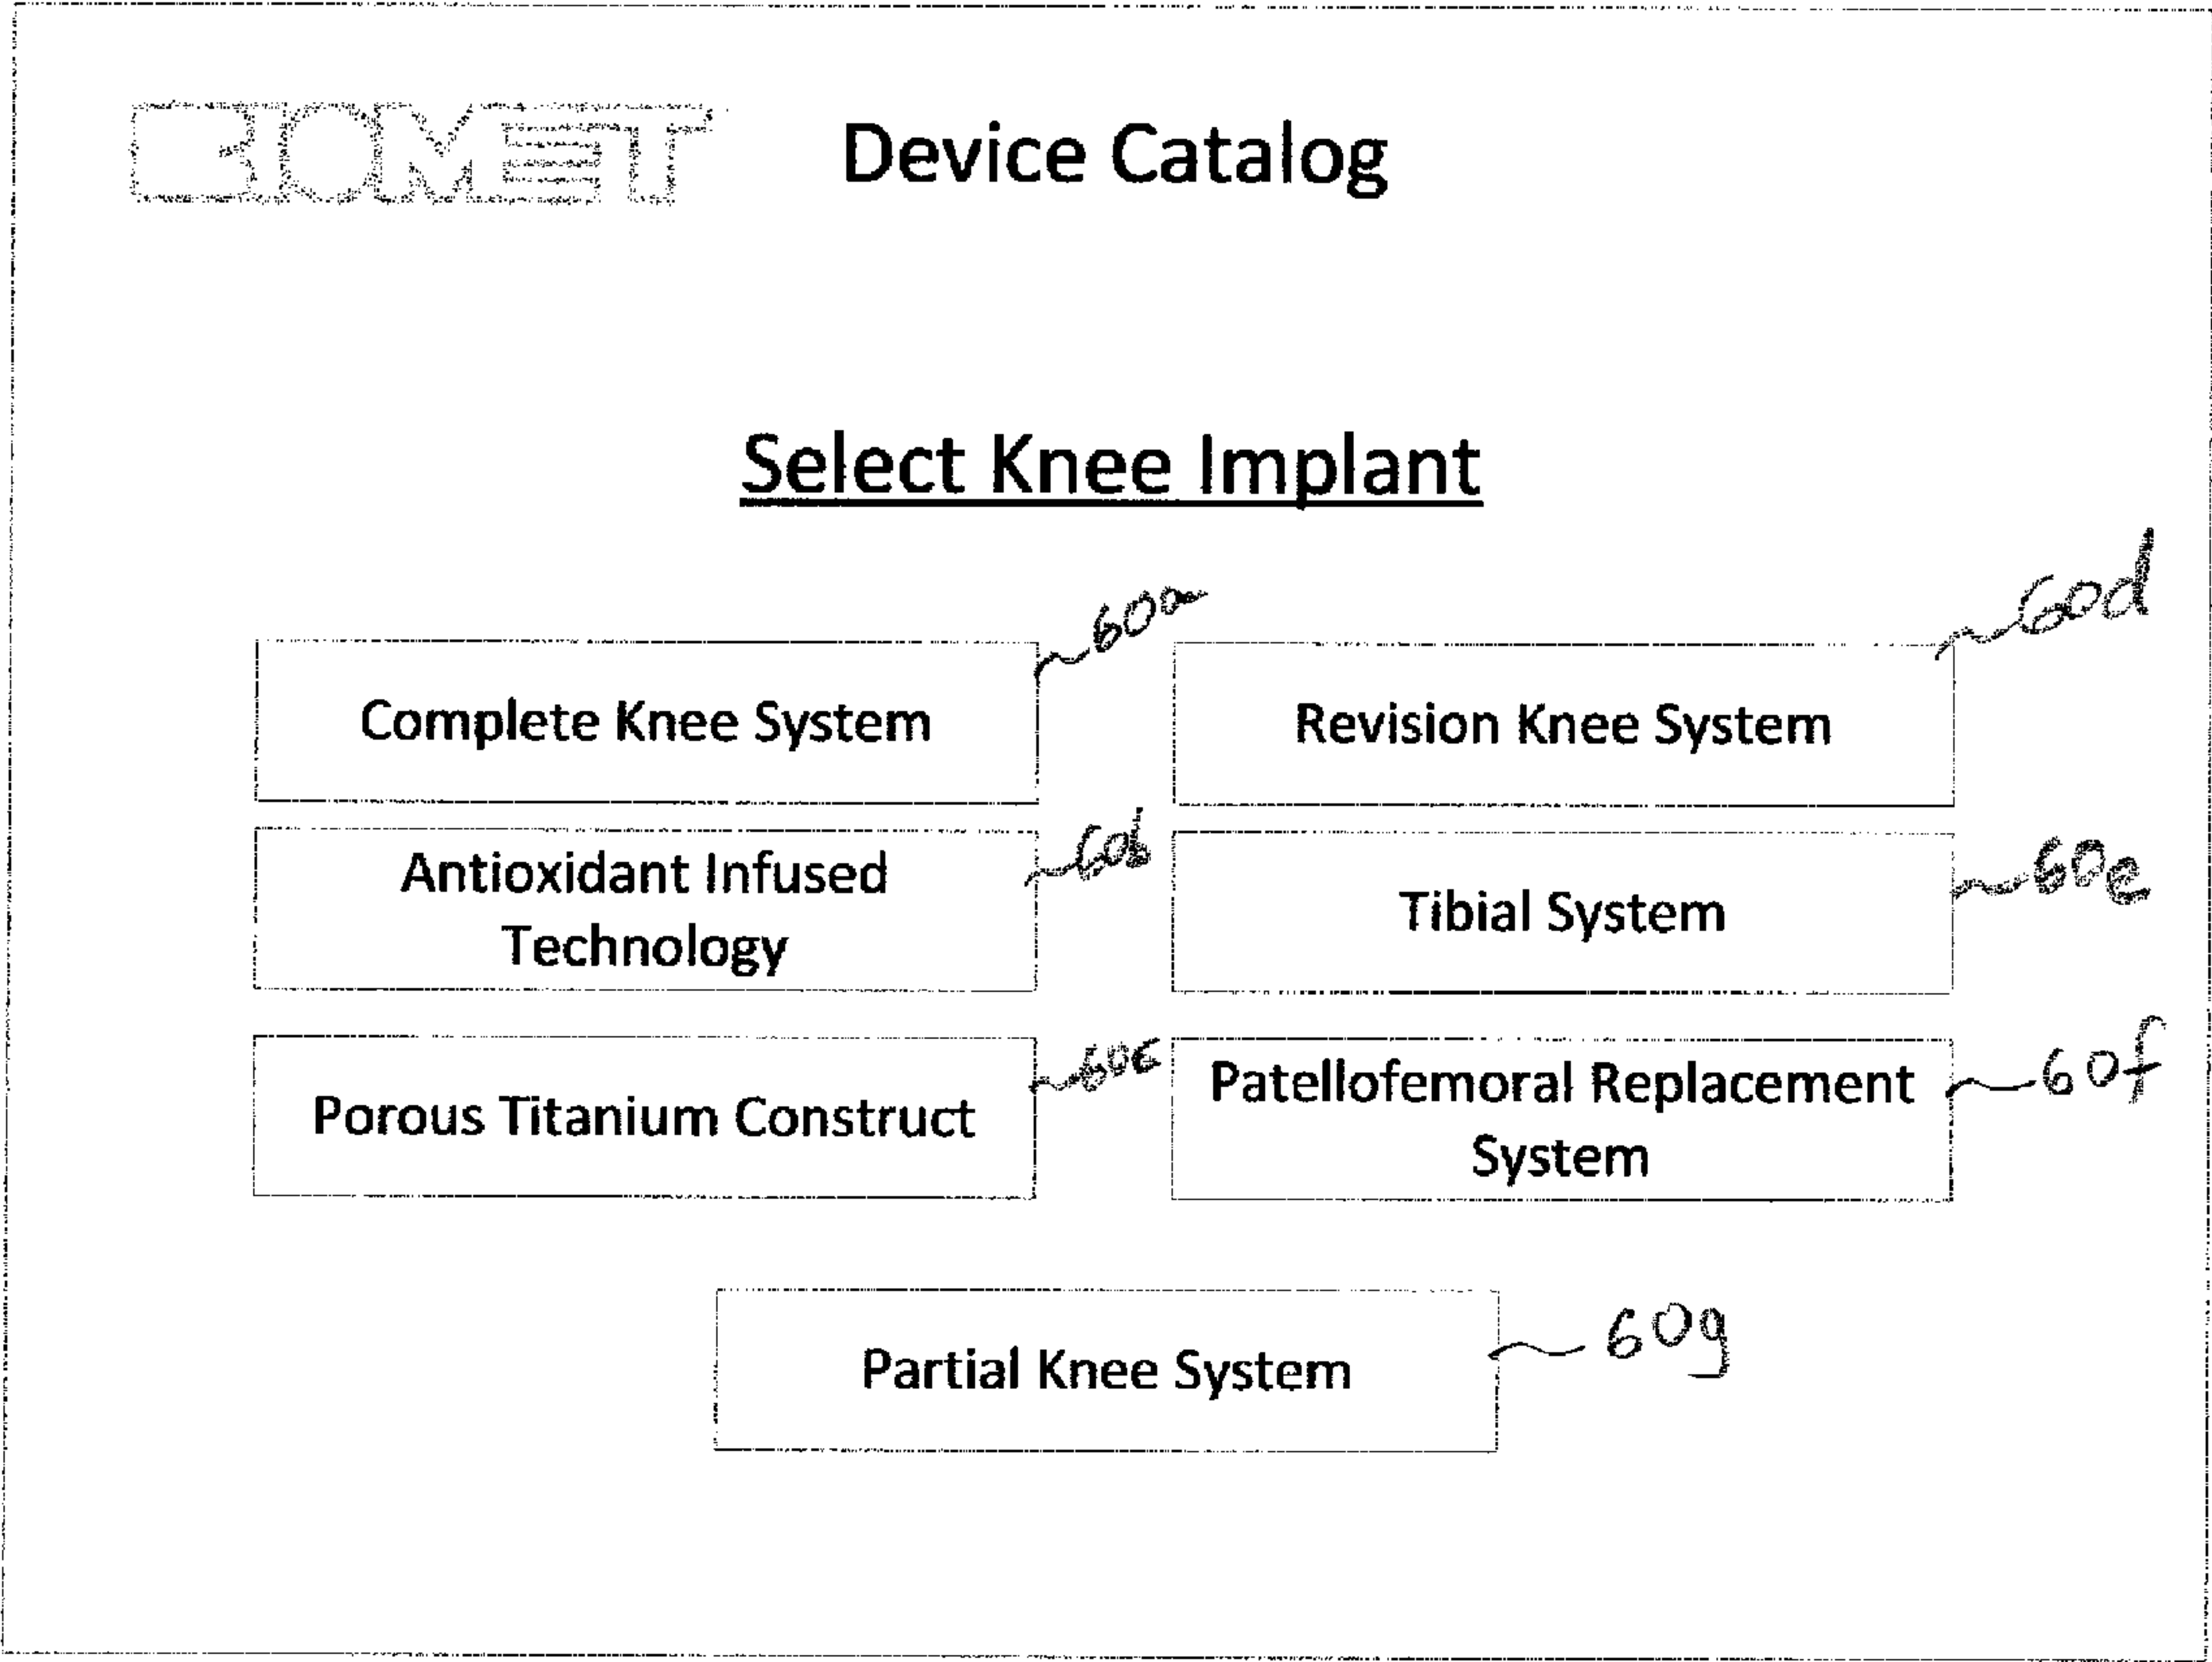 BIOMET
Device Catalog
Select Knee Implant
60a
Complete Knee System
60d
Revision Knee System
60b
Antioxidant Infused
Technology
60e
Tibial System
60c
Porous Titanium Construct
60f
Patellofemoral Replacement
System
60g
Partial Knee System